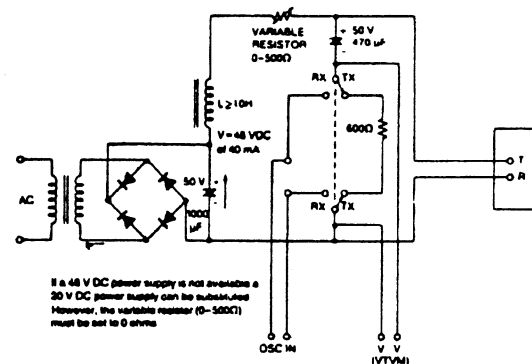 VARIABLE
RESISTOR
0-500Ω
+ 50 V
470 µF
-
RX TX
L ≥ 10H
V = 48 VDC
at 40 mA
600Ω
AC
50 V +
1000
µF
-
RX TX
T
R
If a 48 V DC power supply is not available a
20 V DC power supply can be substituted
However, the variable resistor (0-500Ω)
must be set to 0 ohms
OSC IN
V V
(VTVM)